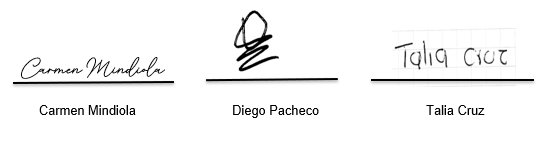 Carmen Mindiola Talia Cruz
Carmen Mindiola Diego Pacheco Talia Cruz